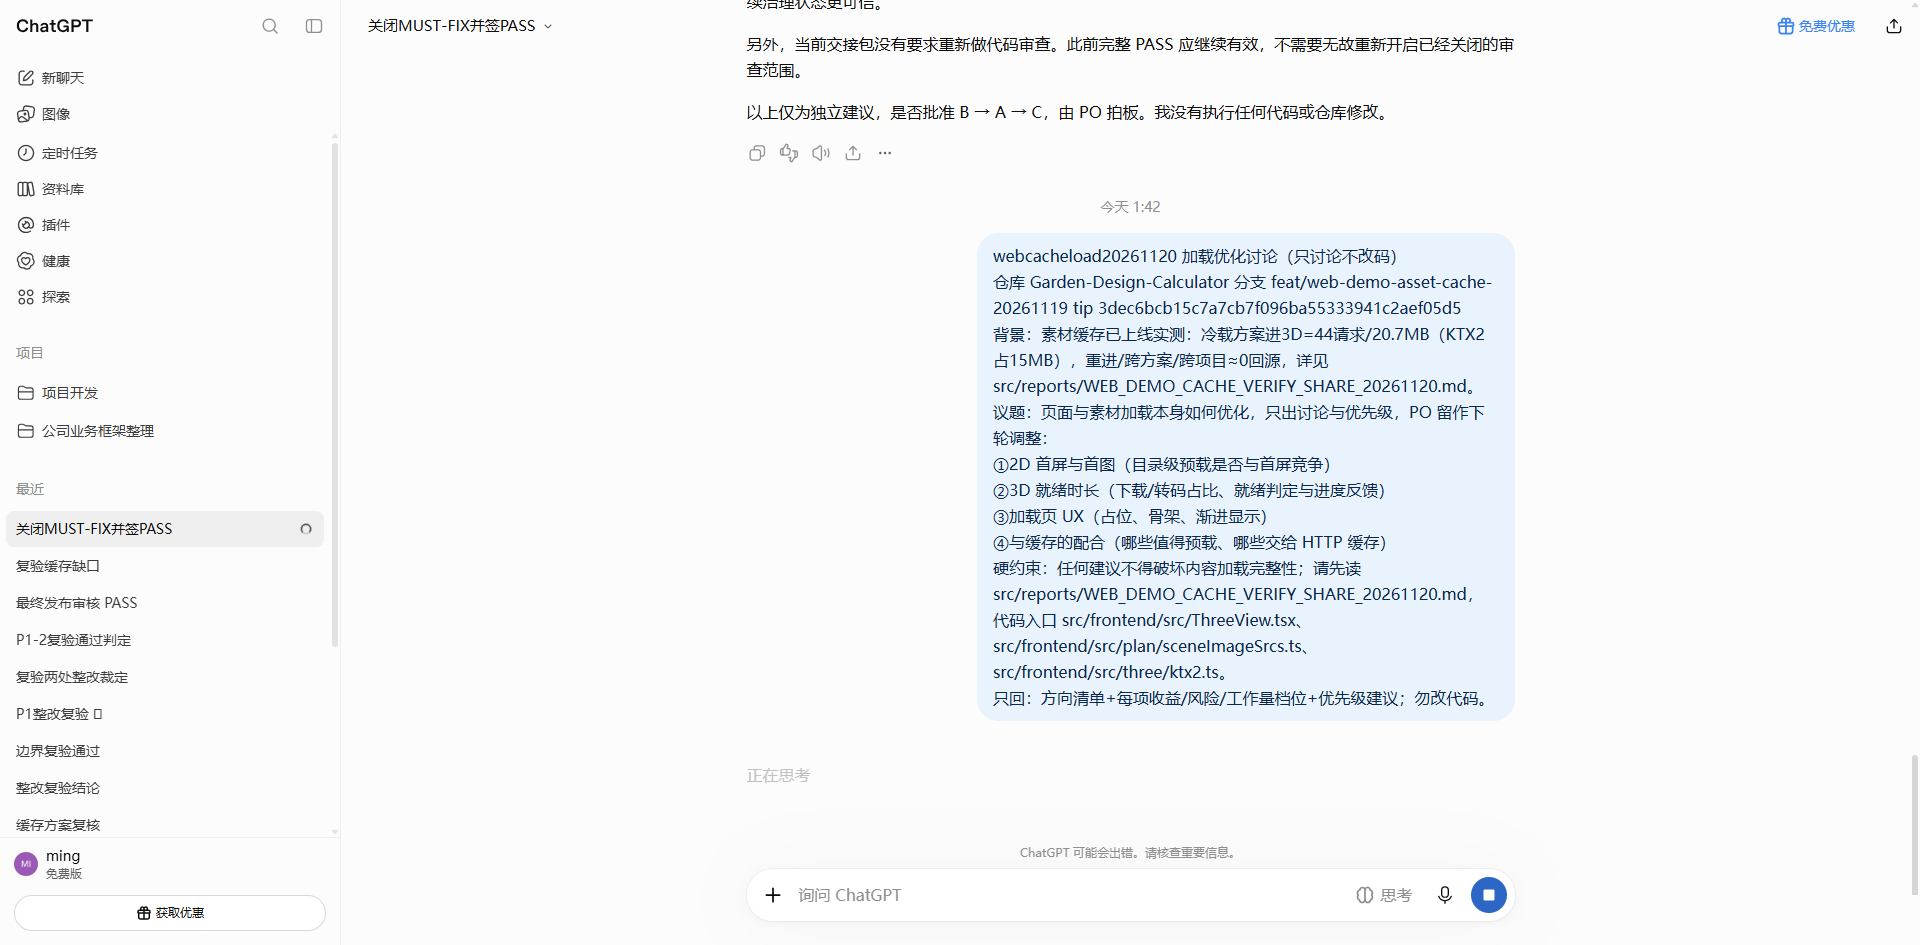 ChatGPT
新聊天
图像
定时任务
资料库
插件
健康
探索
项目
项目开发
公司业务框架整理
最近
关闭MUST-FIX并签PASS
复验缓存缺口
最终发布审核 PASS
P1-2复验通过判定
复验两处整改裁定
P1整改复验
边界复验通过
整改复验结论
缓存方案复核
MI
ming
免费版
获取优惠
关闭MUST-FIX并签PASS
免费优惠
续治理状态更可信。
另外，当前交接包没有要求重新做代码审查。此前完整 PASS 应继续有效，不需要无故重新开启已经关闭的审
查范围。
以上仅为独立建议，是否批准 B → A → C，由 PO 拍板。我没有执行任何代码或仓库修改。
今天 1:42
webcacheload20261120 加载优化讨论（只讨论不改码）
仓库 Garden-Design-Calculator 分支 feat/web-demo-asset-cache-
20261119 tip 3dec6bcb15c7a7cb7f096ba55333941c2aef05d5
背景：素材缓存已上线实测：冷载方案进3D=44请求/20.7MB（KTX2
占15MB），重进/跨方案/跨项目≈0回源，详见
src/reports/WEB_DEMO_CACHE_VERIFY_SHARE_20261120.md。
议题：页面与素材加载本身如何优化，只出讨论与优先级，PO 留作下
轮调整：
①2D 首屏与首图（目录级预载是否与首屏竞争）
②3D 就绪时长（下载/转码占比、就绪判定与进度反馈）
③加载页 UX（占位、骨架、渐进显示）
④与缓存的配合（哪些值得预载、哪些交给 HTTP 缓存）
硬约束：任何建议不得破坏内容加载完整性；请先读
src/reports/WEB_DEMO_CACHE_VERIFY_SHARE_20261120.md，
代码入口 src/frontend/src/ThreeView.tsx、
src/frontend/src/plan/sceneImageSrcs.ts、
src/frontend/src/three/ktx2.ts。
只回：方向清单+每项收益/风险/工作量档位+优先级建议；勿改代码。
正在思考
ChatGPT 可能会出错。请核查重要信息。
询问 ChatGPT
思考